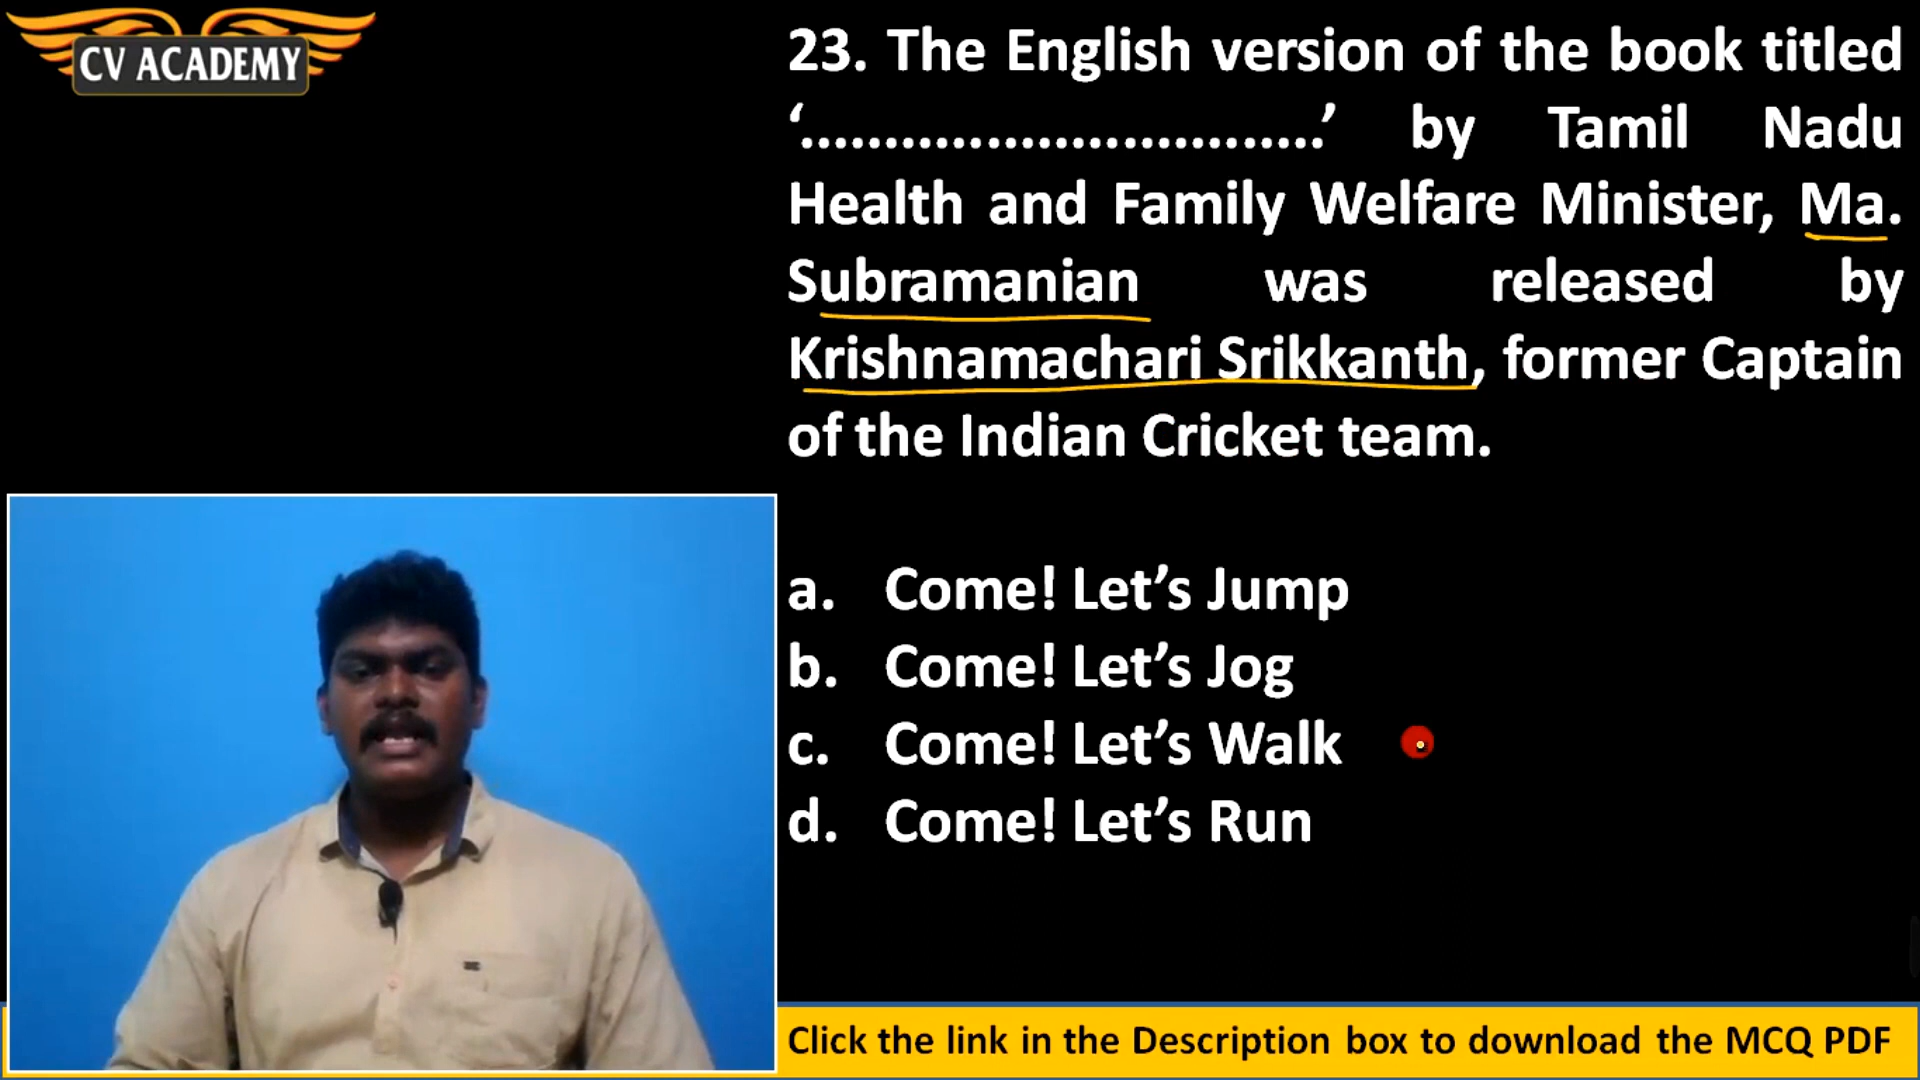 CV ACADEMY
23. The English version of the book titled
‘................................’ by Tamil Nadu
Health and Family Welfare Minister, Ma.
Subramanian was released by
Krishnamachari Srikkanth, former Captain
of the Indian Cricket team.
a. Come! Let’s Jump
b. Come! Let’s Jog
c. Come! Let’s Walk
d. Come! Let’s Run
Click the link in the Description box to download the MCQ PDF